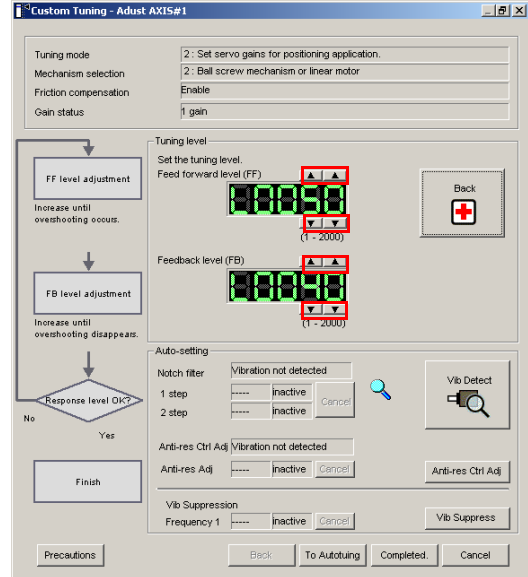 Custom Tuning - Adust AXIS#1
Tuning mode
2 : Set servo gains for positioning application.
Mechanism selection
2 : Ball screw mechanism or linear motor
Friction compensation
Enable
Gain status
1 gain
FF level adjustment
Increase until
overshooting occurs.
FB level adjustment
Increase until
overshooting disappears.
Response level OK?
No
Yes
Finish
Tuning level
Set the tuning level.
Feed forward level (FF)
L0050
(1 - 2000)
Feedback level (FB)
L0040
(1 - 2000)
Back
Auto-setting
Notch filter
Vibration not detected
1 step
-----
inactive
Cancel
2 step
-----
inactive
Vib Detect
Anti-res Ctrl Adj
Vibration not detected
Anti-res Adj
-----
inactive
Cancel
Anti-res Ctrl Adj
Vib Suppression
Frequency 1
-----
inactive
Cancel
Vib Suppress
Precautions
Back
To Autotuing
Completed.
Cancel